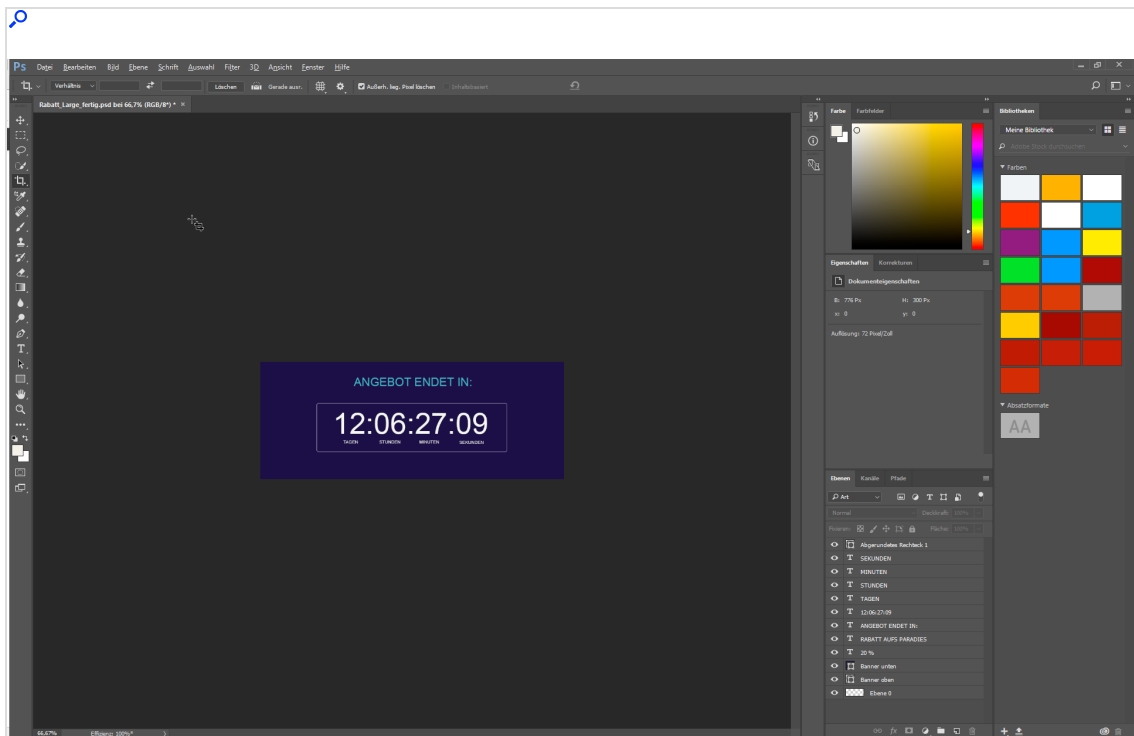 Ps Datei Bearbeiten Bild Ebene Schrift Auswahl Filter 3D Ansicht Fenster Hilfe
Verhältnis Löschen Gerade ausr. Außerh. lieg. Pixel löschen Inhaltsbasiert
Rabatt_Large_fertig.psd bei 66,7% (RGB/8*) * ×
ANGEBOT ENDET IN:
12:06:27:09
TAGEN STUNDEN MINUTEN SEKUNDEN
66,67% Effizienz: 100%*
Farbe Farbfelder
Eigenschaften Korrekturen
Dokumenteigenschaften
B: 776 Px H: 300 Px
x: 0 y: 0
Auflösung: 72 Pixel/Zoll
Ebenen Kanäle Pfade
Art
Normal Deckkraft: 100%
Fixieren: Fläche: 100%
Abgerundetes Rechteck 1
SEKUNDEN
MINUTEN
STUNDEN
TAGEN
12:06:27:09
ANGEBOT ENDET IN:
RABATT AUFS PARADIES
20 %
Banner unten
Banner oben
Ebene 0
Bibliotheken
Meine Bibliothek
Adobe Stock durchsuchen
Farben
Absatzformate
AA